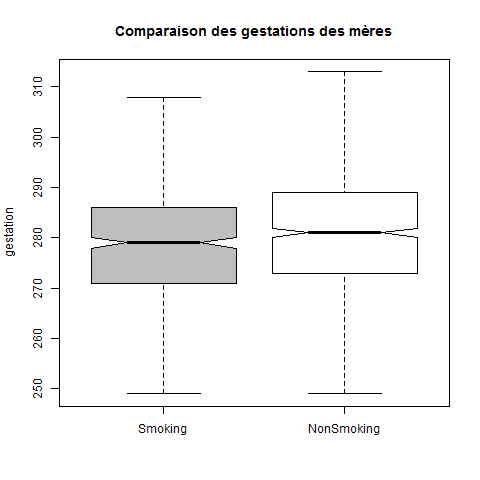 Comparaison des gestations des mères
gestation
310
300
290
280
270
260
250
Smoking
NonSmoking